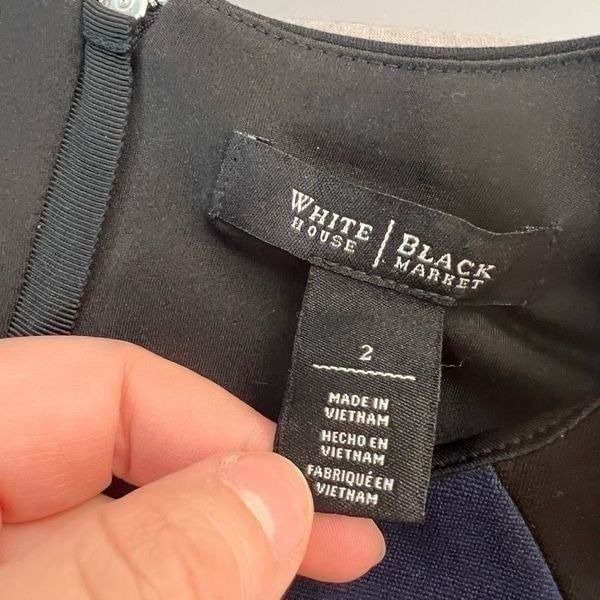 WHITE HOUSE | BLACK MARKET
2
MADE IN
VIETNAM
HECHO EN
VIETNAM
FABRIQUÉ EN
VIETNAM